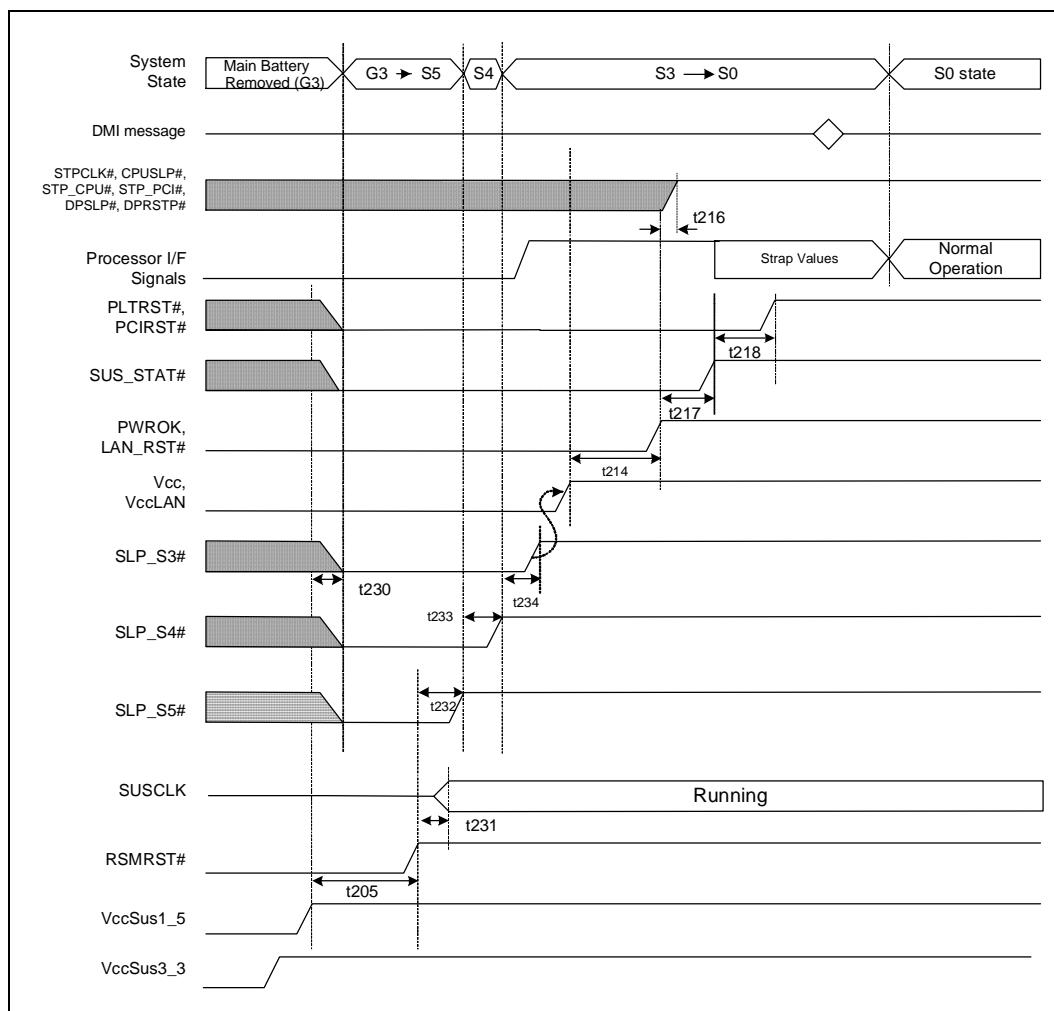 System
State
Main Battery
Removed (G3)
G3 → S5
S4
S3 → S0
S0 state
DMI message
STPCLK#, CPUSLP#,
STP_CPU#, STP_PCI#,
DPSLP#, DPRSTP#
t216
Processor I/F
Signals
Strap Values
Normal
Operation
PLTRST#,
PCIRST#
t218
SUS_STAT#
t217
PWROK,
LAN_RST#
t214
Vcc,
VccLAN
SLP_S3#
t230
t234
t233
SLP_S4#
SLP_S5#
t232
SUSCLK
Running
t231
RSMRST#
t205
VccSus1_5
VccSus3_3